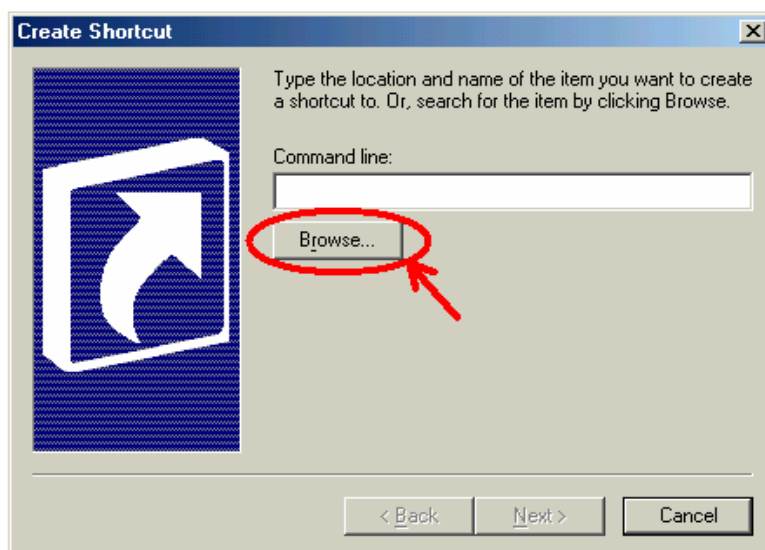 Create Shortcut
Type the location and name of the item you want to create
a shortcut to. Or, search for the item by clicking Browse.
Command line:
Browse...
< Back
Next >
Cancel